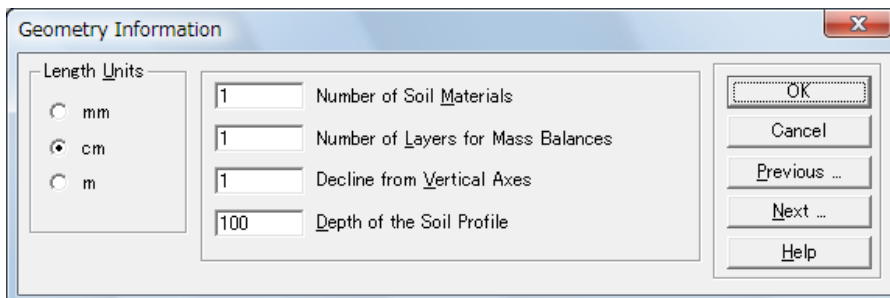 Geometry Information
Length Units
mm
cm
m
1 Number of Soil Materials
1 Number of Layers for Mass Balances
1 Decline from Vertical Axes
100 Depth of the Soil Profile
OK
Cancel
Previous ...
Next ...
Help